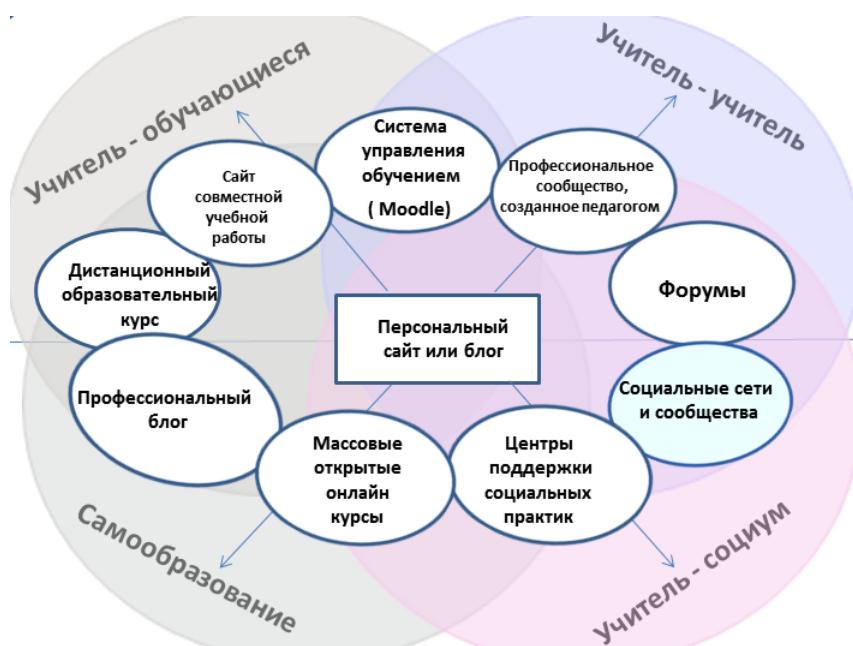 Учитель - обучающиеся
Учитель - учитель
Система
управления
обучением
( Moodle)
Сайт
совместной
учебной
работы
Профессиональное
сообщество,
созданное педагогом
Дистанционный
образовательный
курс
Форумы
Персональный
сайт или блог
Профессиональный
блог
Социальные сети
и сообщества
Массовые
открытые
онлайн
курсы
Центры
поддержки
социальных
практик
Самообразование
Учитель - социум